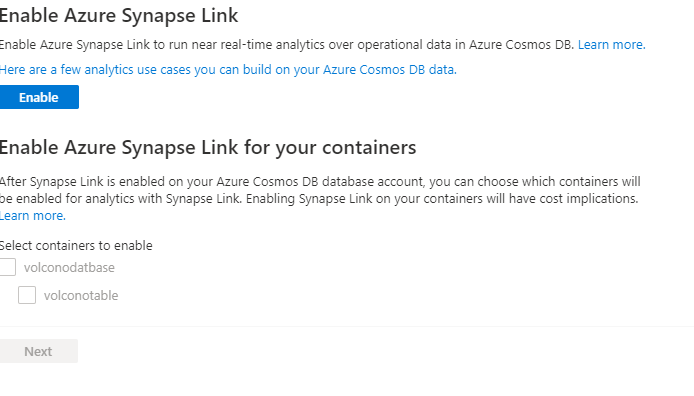 Enable Azure Synapse Link
Enable Azure Synapse Link to run near real-time analytics over operational data in Azure Cosmos DB. Learn more.
Here are a few analytics use cases you can build on your Azure Cosmos DB data.
Enable
Enable Azure Synapse Link for your containers
After Synapse Link is enabled on your Azure Cosmos DB database account, you can choose which containers will
be enabled for analytics with Synapse Link. Enabling Synapse Link on your containers will have cost implications.
Learn more.
Select containers to enable
volconodatbase
volconotable
Next